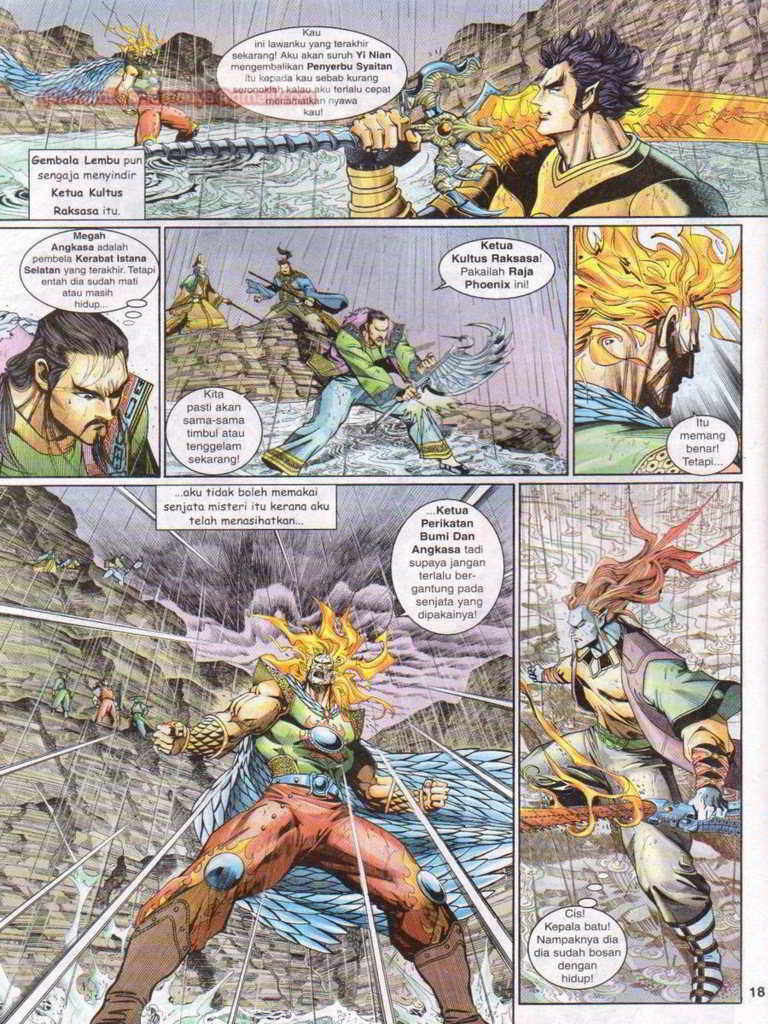 Kau
ini lawanku yang terakhir
sekarang! Aku akan suruh Yi Nian
mengembalikan Penyerbu Syaitan
itu kepada kau sebab kurang
seronoklah kalau aku terlalu cepat
menamatkan nyawa
kau!
Gembala Lembu pun
sengaja menyindir
Ketua Kultus
Raksasa itu.
Megah
Angkasa adalah
pembela Kerabat Istana
Selatan yang terakhir. Tetapi
entah dia sudah mati
atau masih
hidup...
Ketua
Kultus Raksasa!
Pakailah Raja
Phoenix ini!
Kita
pasti akan
sama-sama
timbul atau
tenggelam
sekarang!
Itu
memang
benar!
Tetapi...
...aku tidak boleh memakai
senjata misteri itu kerana aku
telah menasihatkan...
...Ketua
Perikatan
Bumi Dan
Angkasa tadi
supaya jangan
terlalu ber-
gantung pada
senjata yang
dipakainya!
Cis!
Kepala batu!
Nampaknya dia
dia sudah bosan
dengan
hidup!
18